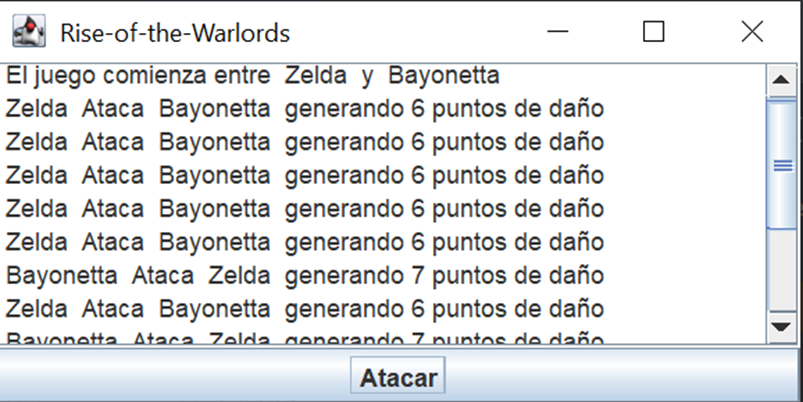 Rise-of-the-Warlords
El juego comienza entre Zelda y Bayonetta
Zelda Ataca Bayonetta generando 6 puntos de daño
Zelda Ataca Bayonetta generando 6 puntos de daño
Zelda Ataca Bayonetta generando 6 puntos de daño
Zelda Ataca Bayonetta generando 6 puntos de daño
Zelda Ataca Bayonetta generando 6 puntos de daño
Bayonetta Ataca Zelda generando 7 puntos de daño
Zelda Ataca Bayonetta generando 6 puntos de daño
Bayonetta Ataca Zelda generando 7 puntos de daño
Atacar